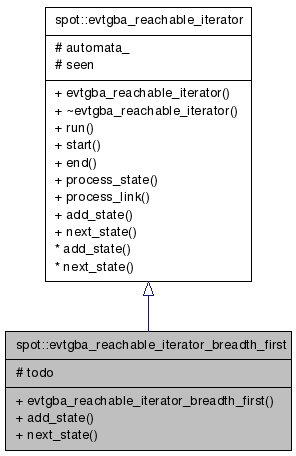 spot::evtgba_reachable_iterator
# automata_
# seen
+ evtgba_reachable_iterator()
+ ~evtgba_reachable_iterator()
+ run()
+ start()
+ end()
+ process_state()
+ process_link()
+ add_state()
+ next_state()
* add_state()
* next_state()
spot::evtgba_reachable_iterator_breadth_first
# todo
+ evtgba_reachable_iterator_breadth_first()
+ add_state()
+ next_state()